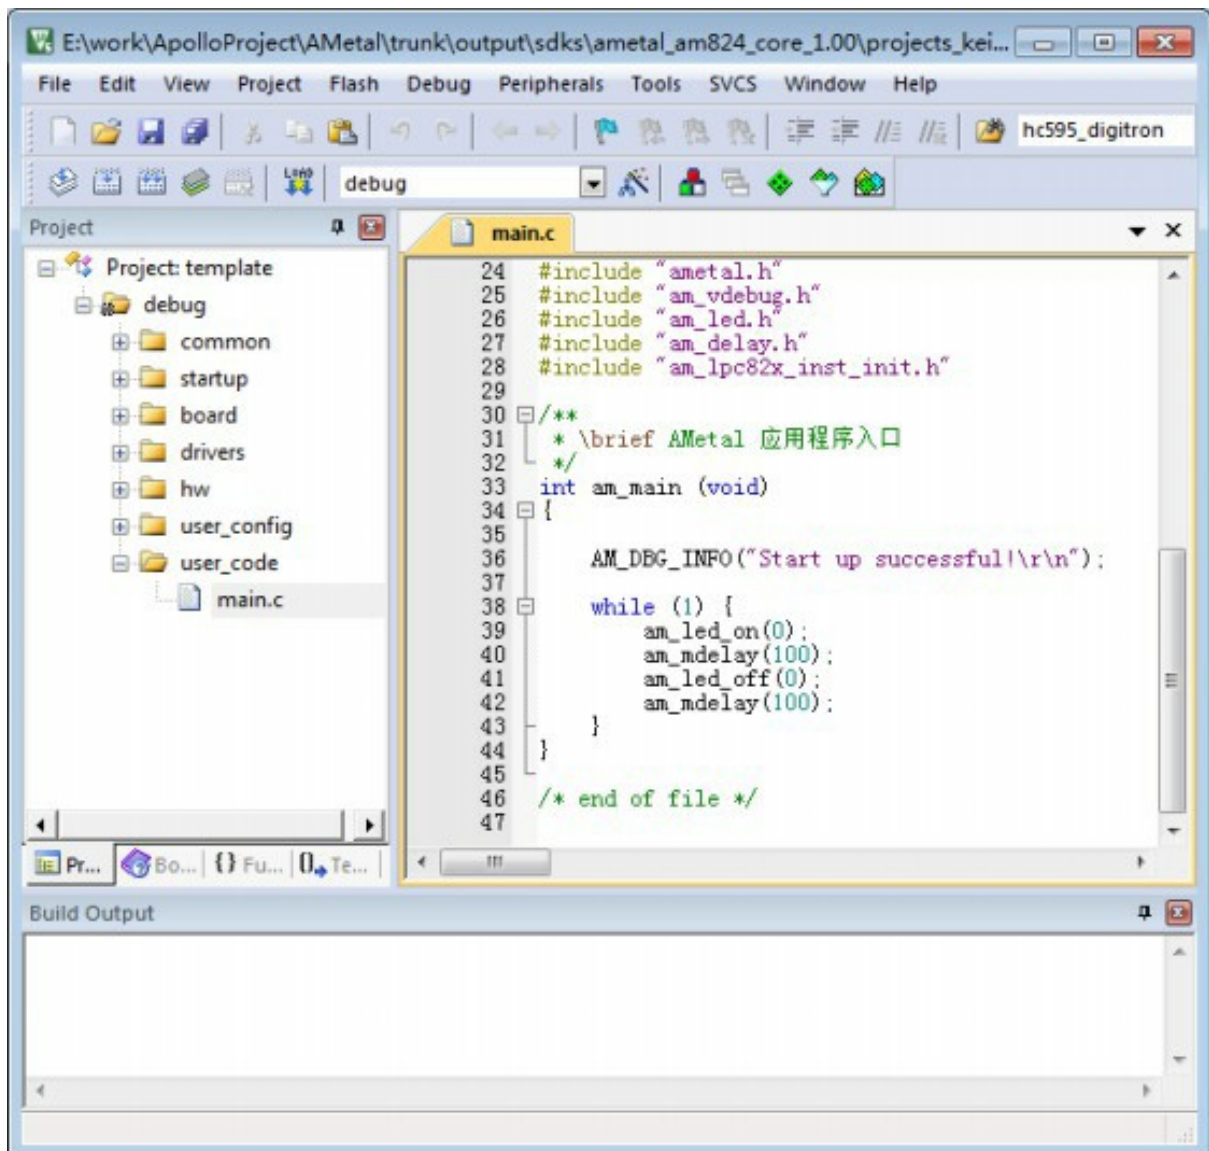 E:\work\ApolloProject\AMetal\trunk\output\sdks\ametal_am824_core_1.00\projects_kei...
File Edit View Project Flash Debug Peripherals Tools SVCS Window Help
hc595_digitron
LOAD debug
Project
main.c
Project: template
debug
common
startup
board
drivers
hw
user_config
user_code
main.c
24 #include "ametal.h"
25 #include "am_vdebug.h"
26 #include "am_led.h"
27 #include "am_delay.h"
28 #include "am_lpc82x_inst_init.h"
29
30 /**
31 * \brief AMetal 应用程序入口
32 */
33 int am_main (void)
34 {
35
36 AM_DBG_INFO("Start up successful!\r\n");
37
38 while (1) {
39 am_led_on(0);
40 am_mdelay(100);
41 am_led_off(0);
42 am_mdelay(100);
43 }
44 }
45
46 /* end of file */
47
Pr... Bo... {} Fu... 0 Te...
Build Output